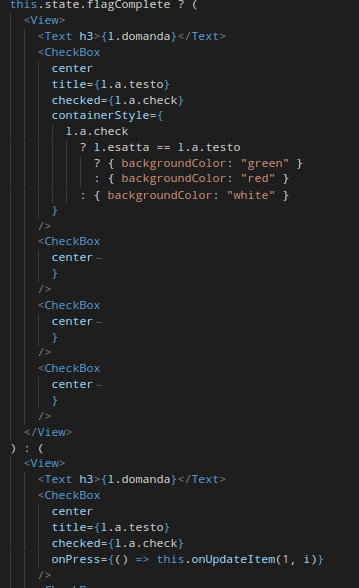 this.state.flagComplete ? (
<View>
<Text h3>{l.domanda}</Text>
<CheckBox
center
title={l.a.testo}
checked={l.a.check}
containerStyle={
l.a.check
? l.esatta == l.a.testo
? { backgroundColor: "green" }
: { backgroundColor: "red" }
: { backgroundColor: "white" }
}
/>
<CheckBox
center…
}
/>
<CheckBox
center…
}
/>
<CheckBox
center…
}
/>
</View>
) : (
<View>
<Text h3>{l.domanda}</Text>
<CheckBox
center
title={l.a.testo}
checked={l.a.check}
onPress={() => this.onUpdateItem(1, i)}
/>
<CheckBox